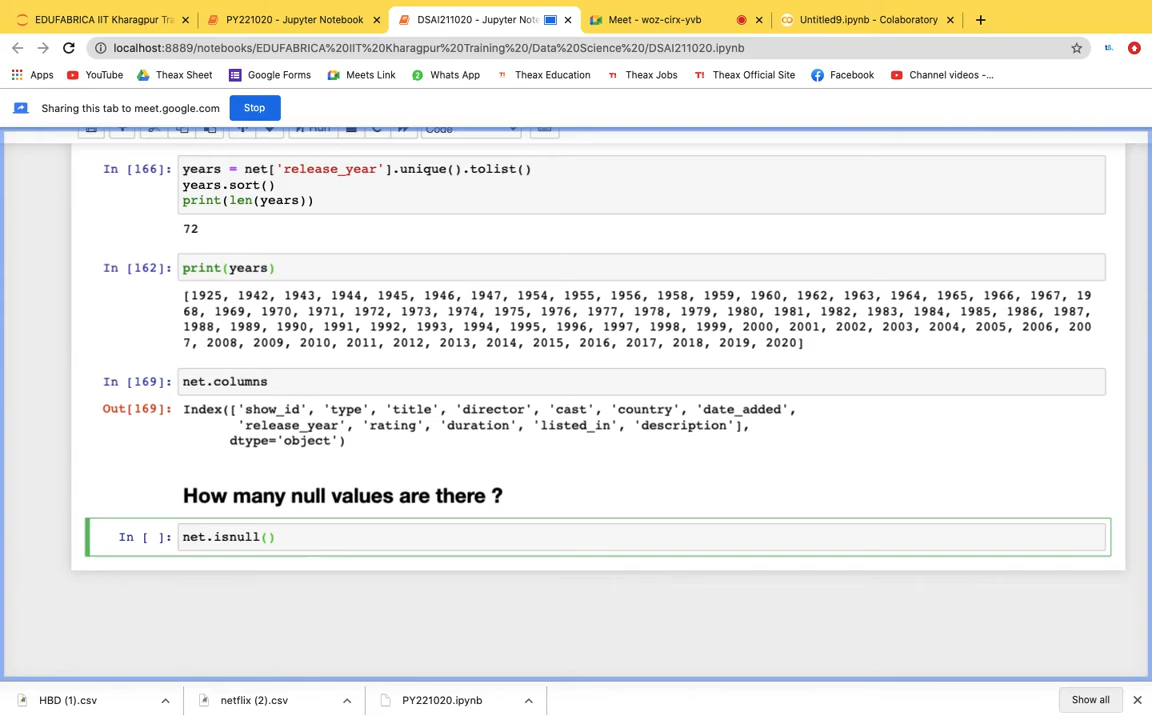 EDUFABRICA IIT Kharagpur Tra
PY221020 - Jupyter Notebook
DSAI211020 - Jupyter Note
Meet - woz-cirx-yvb
Untitled9.ipynb - Colaboratory
localhost:8889/notebooks/EDUFABRICA%20IIT%20Kharagpur%20Training%20/Data%20Science%20/DSAI211020.ipynb
Apps YouTube Theax Sheet Google Forms Meets Link Whats App Theax Education Theax Jobs Theax Official Site Facebook Channel videos -...
Sharing this tab to meet.google.com Stop
Run Code
In [166]: years = net['release_year'].unique().tolist()
years.sort()
print(len(years))
72
In [162]: print(years)
[1925, 1942, 1943, 1944, 1945, 1946, 1947, 1954, 1955, 1956, 1958, 1959, 1960, 1962, 1963, 1964, 1965, 1966, 1967, 19
68, 1969, 1970, 1971, 1972, 1973, 1974, 1975, 1976, 1977, 1978, 1979, 1980, 1981, 1982, 1983, 1984, 1985, 1986, 1987,
1988, 1989, 1990, 1991, 1992, 1993, 1994, 1995, 1996, 1997, 1998, 1999, 2000, 2001, 2002, 2003, 2004, 2005, 2006, 200
7, 2008, 2009, 2010, 2011, 2012, 2013, 2014, 2015, 2016, 2017, 2018, 2019, 2020]
In [169]: net.columns
Out[169]: Index(['show_id', 'type', 'title', 'director', 'cast', 'country', 'date_added',
'release_year', 'rating', 'duration', 'listed_in', 'description'],
dtype='object')
How many null values are there ?
In [ ]: net.isnull()
HBD (1).csv
netflix (2).csv
PY221020.ipynb
Show all